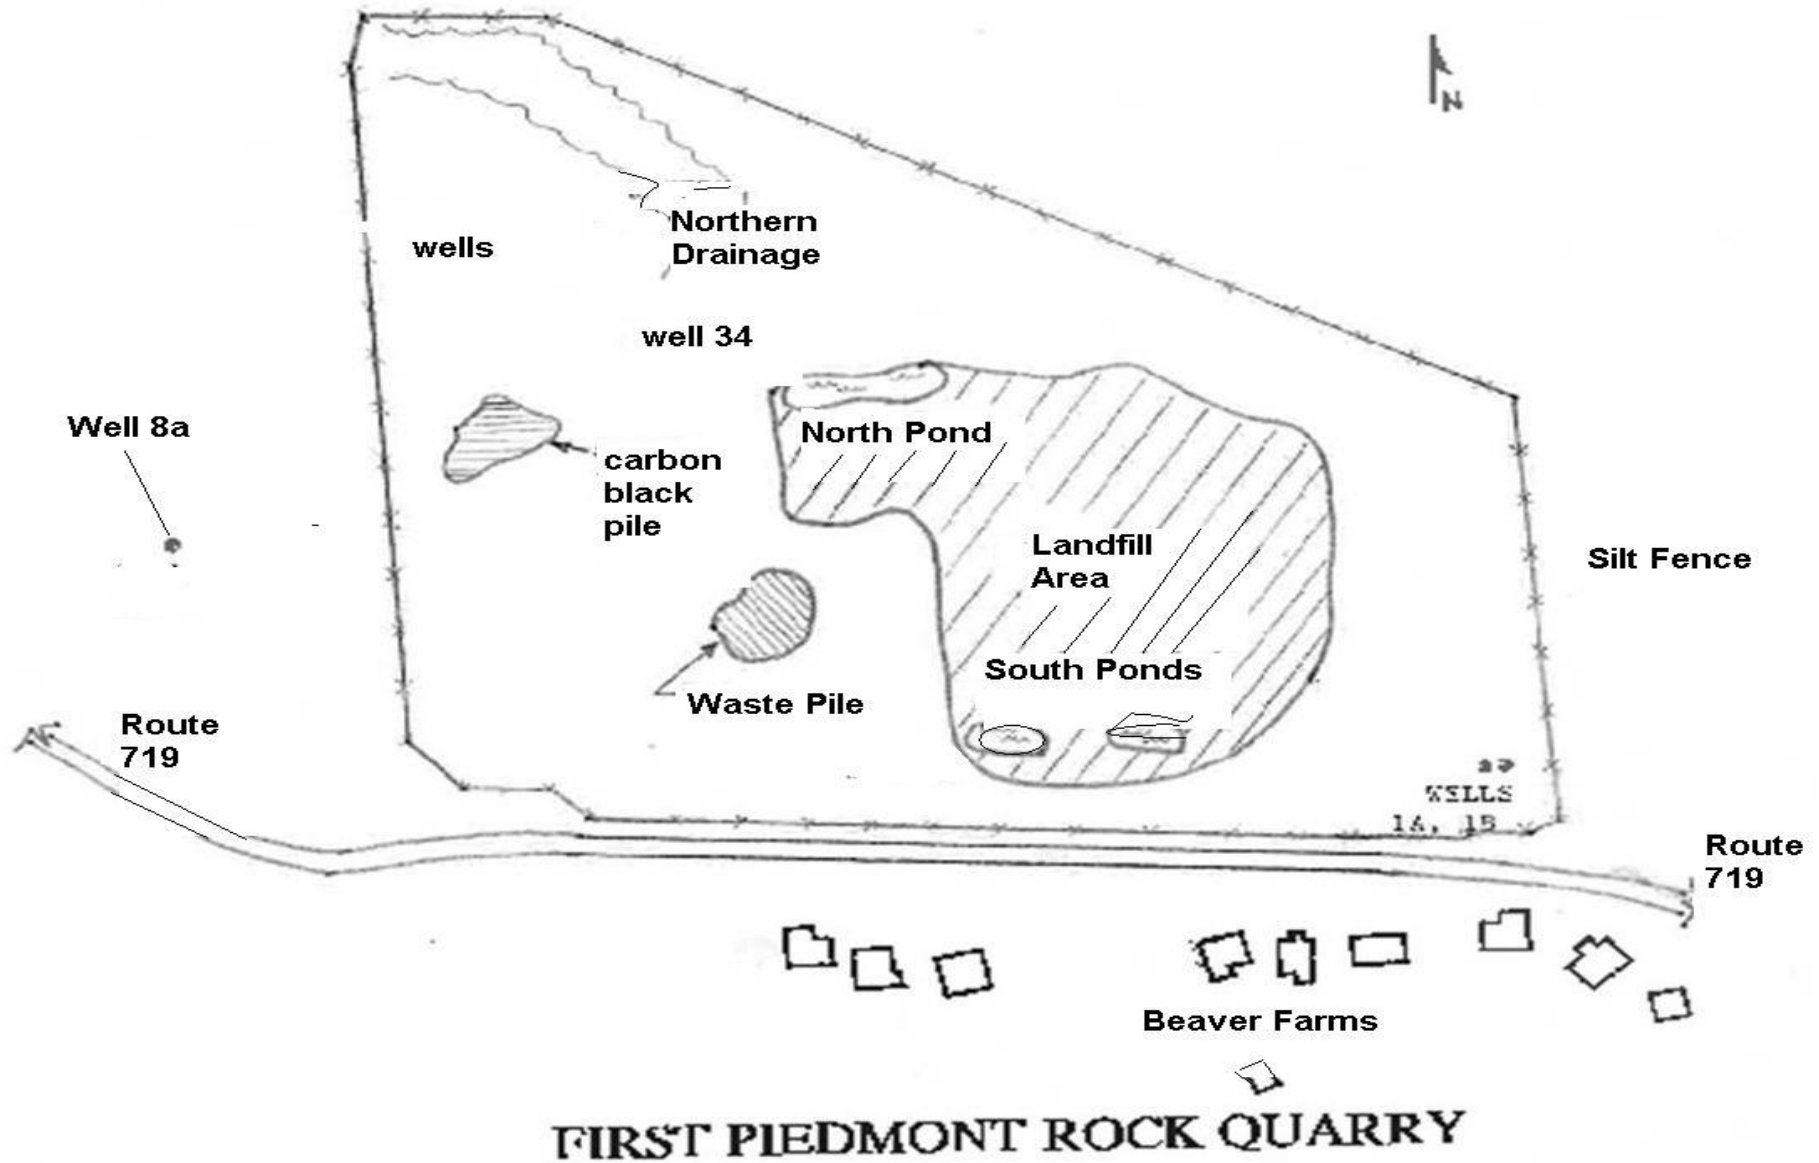 N
Northern
Drainage
wells
well 34
Well 8a
North Pond
carbon
black
pile
Landfill
Area
Silt Fence
South Ponds
Waste Pile
Route
719
WELLS
1A, 1B
Route
719
Beaver Farms
FIRST PIEDMONT ROCK QUARRY